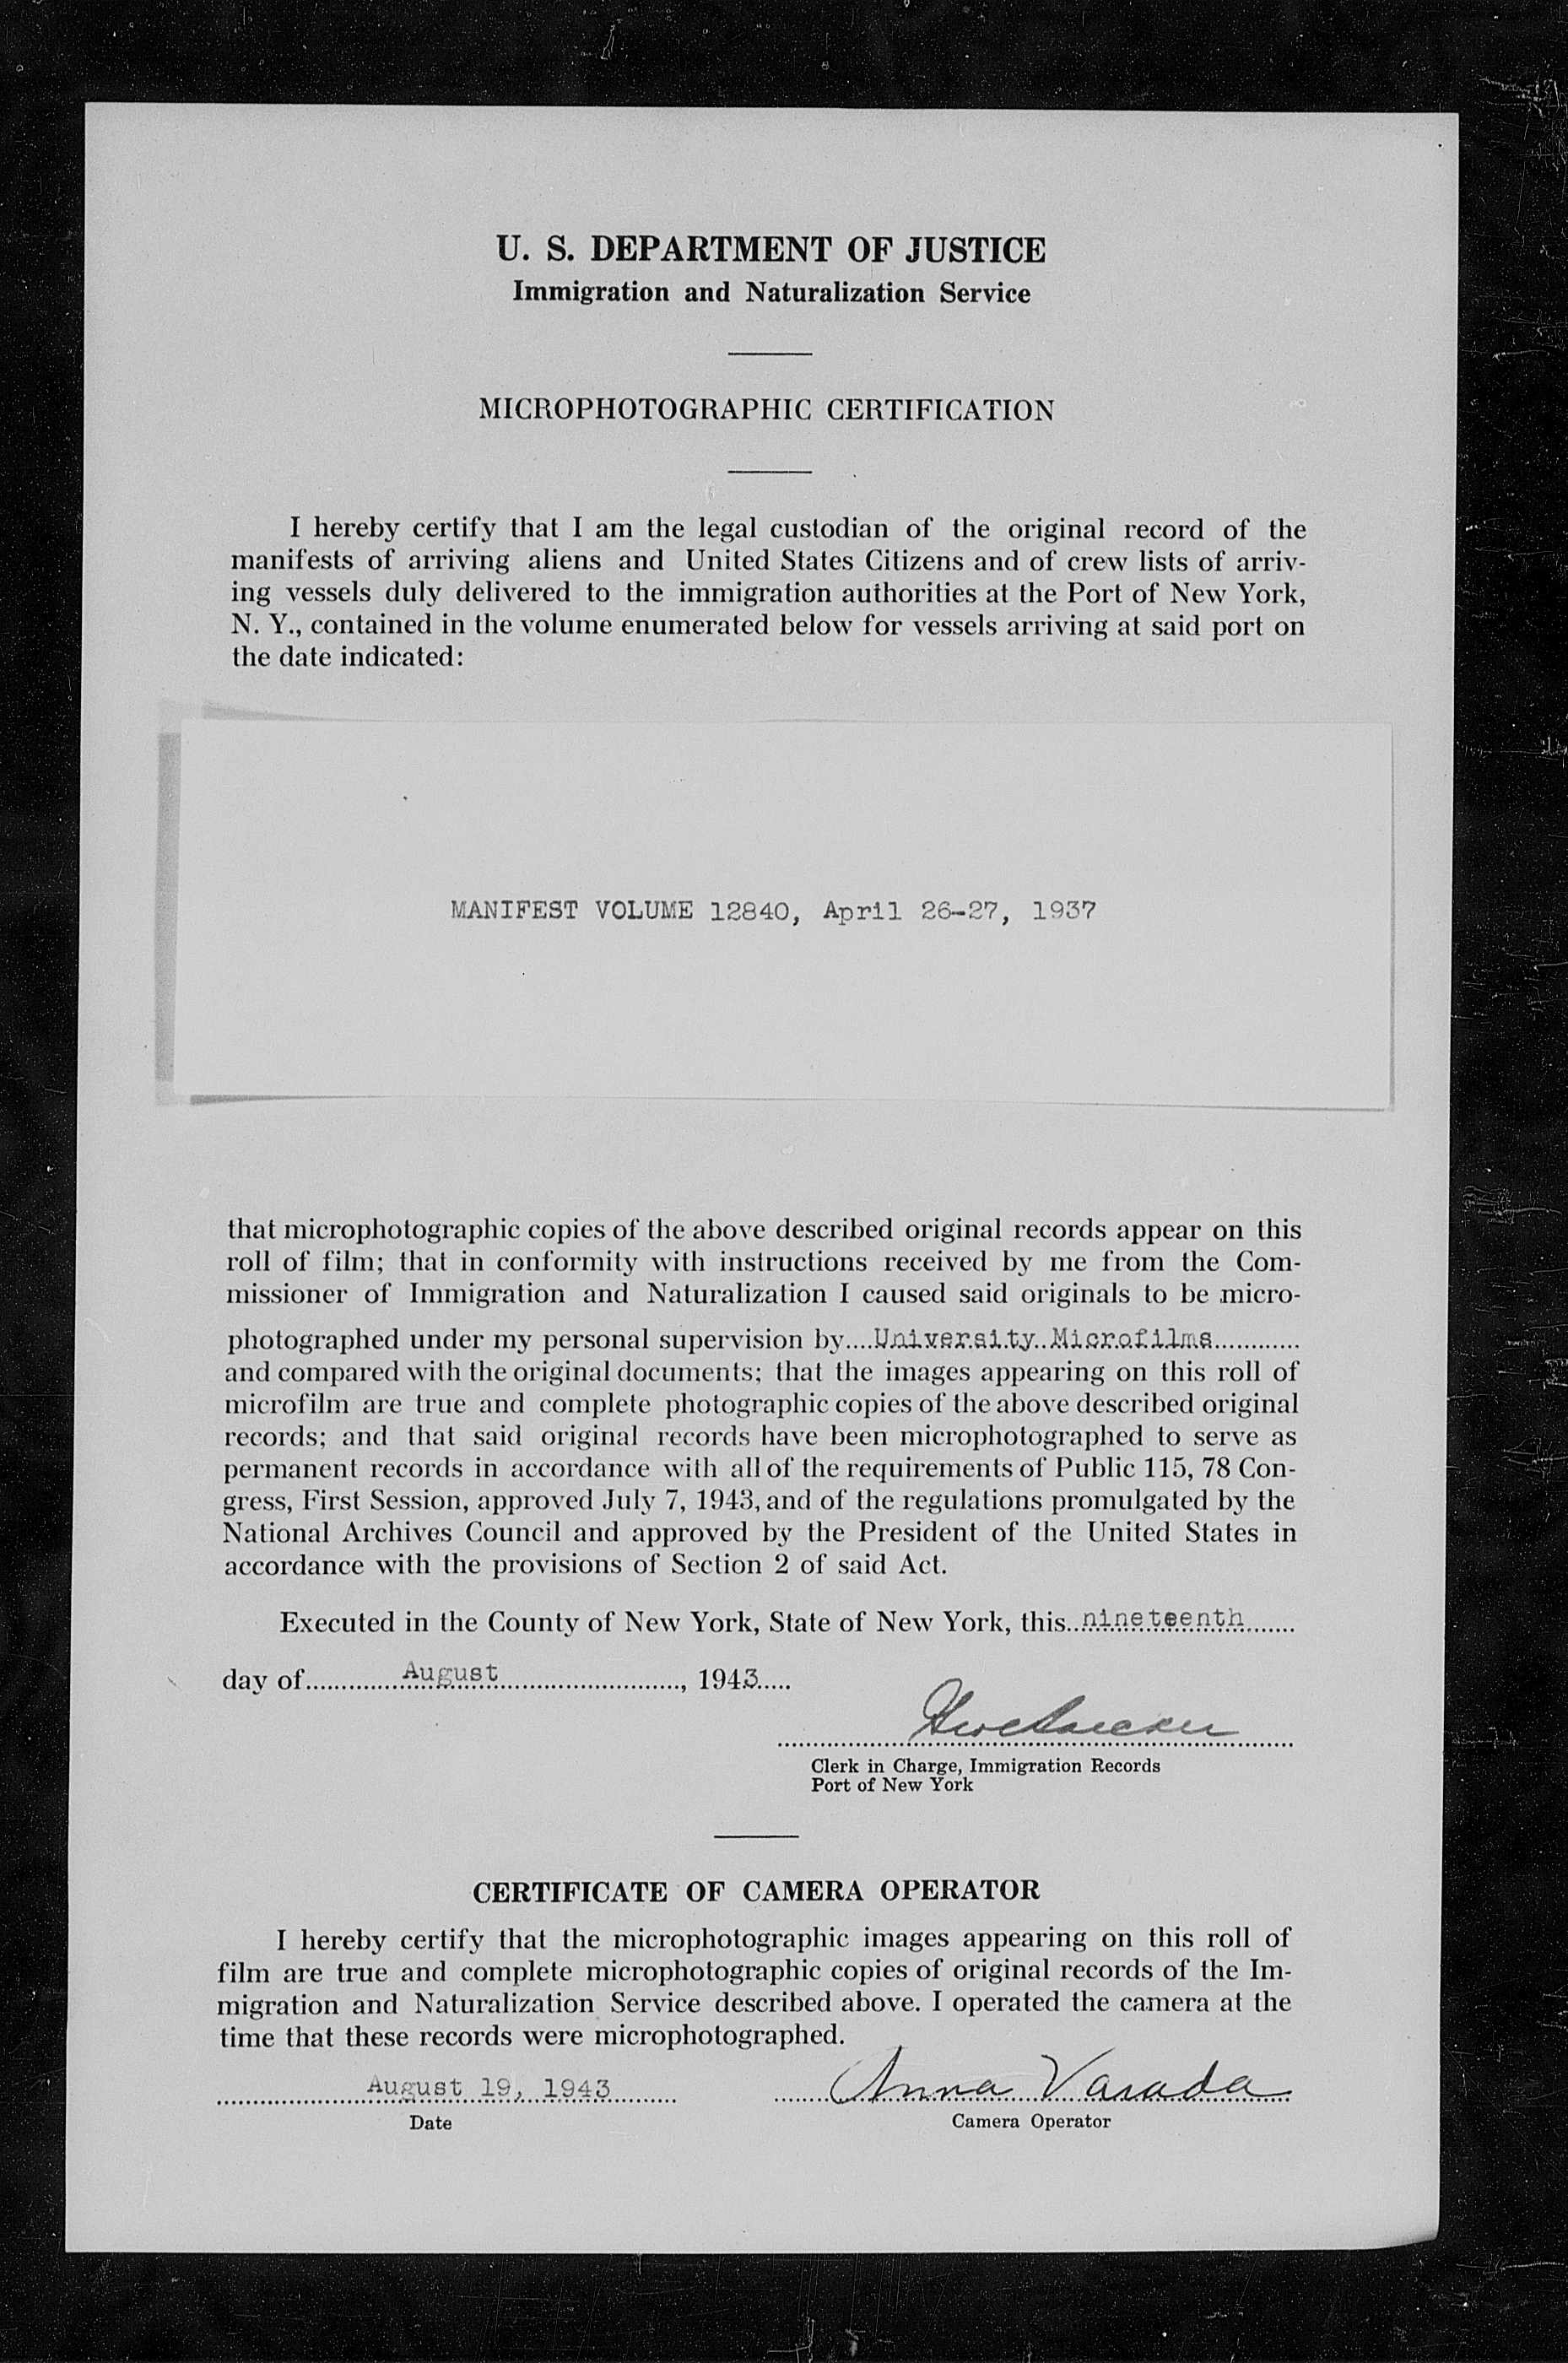 U. S. DEPARTMENT OF JUSTICE
Immigration and Naturalization Service
MICROPHOTOGRAPHIC CERTIFICATION
I hereby certify that I am the legal custodian of the original record of the
manifests of arriving aliens and United States Citizens and of crew lists of arriv-
ing vessels duly delivered to the immigration authorities at the Port of New York,
N. Y., contained in the volume enumerated below for vessels arriving at said port on
the date indicated:
MANIFEST VOLUME 12840, April 26-27, 1937
that microphotographic copies of the above described original records appear on this
roll of film; that in conformity with instructions received by me from the Com-
missioner of Immigration and Naturalization I caused said originals to be micro-
photographed under my personal supervision by....University Microfilms............
and compared with the original documents; that the images appearing on this roll of
microfilm are true and complete photographic copies of the above described original
records; and that said original records have been microphotographed to serve as
permanent records in accordance with all of the requirements of Public 115, 78 Con-
gress, First Session, approved July 7, 1943, and of the regulations promulgated by the
National Archives Council and approved by the President of the United States in
accordance with the provisions of Section 2 of said Act.
Executed in the County of New York, State of New York, this..nineteenth.......
day of.............August.........................., 1943.....
Clerk in Charge, Immigration Records
Port of New York
CERTIFICATE OF CAMERA OPERATOR
I hereby certify that the microphotographic images appearing on this roll of
film are true and complete microphotographic copies of original records of the Im-
migration and Naturalization Service described above. I operated the camera at the
time that these records were microphotographed.
August 19, 1943 Anna Varada
Date Camera Operator